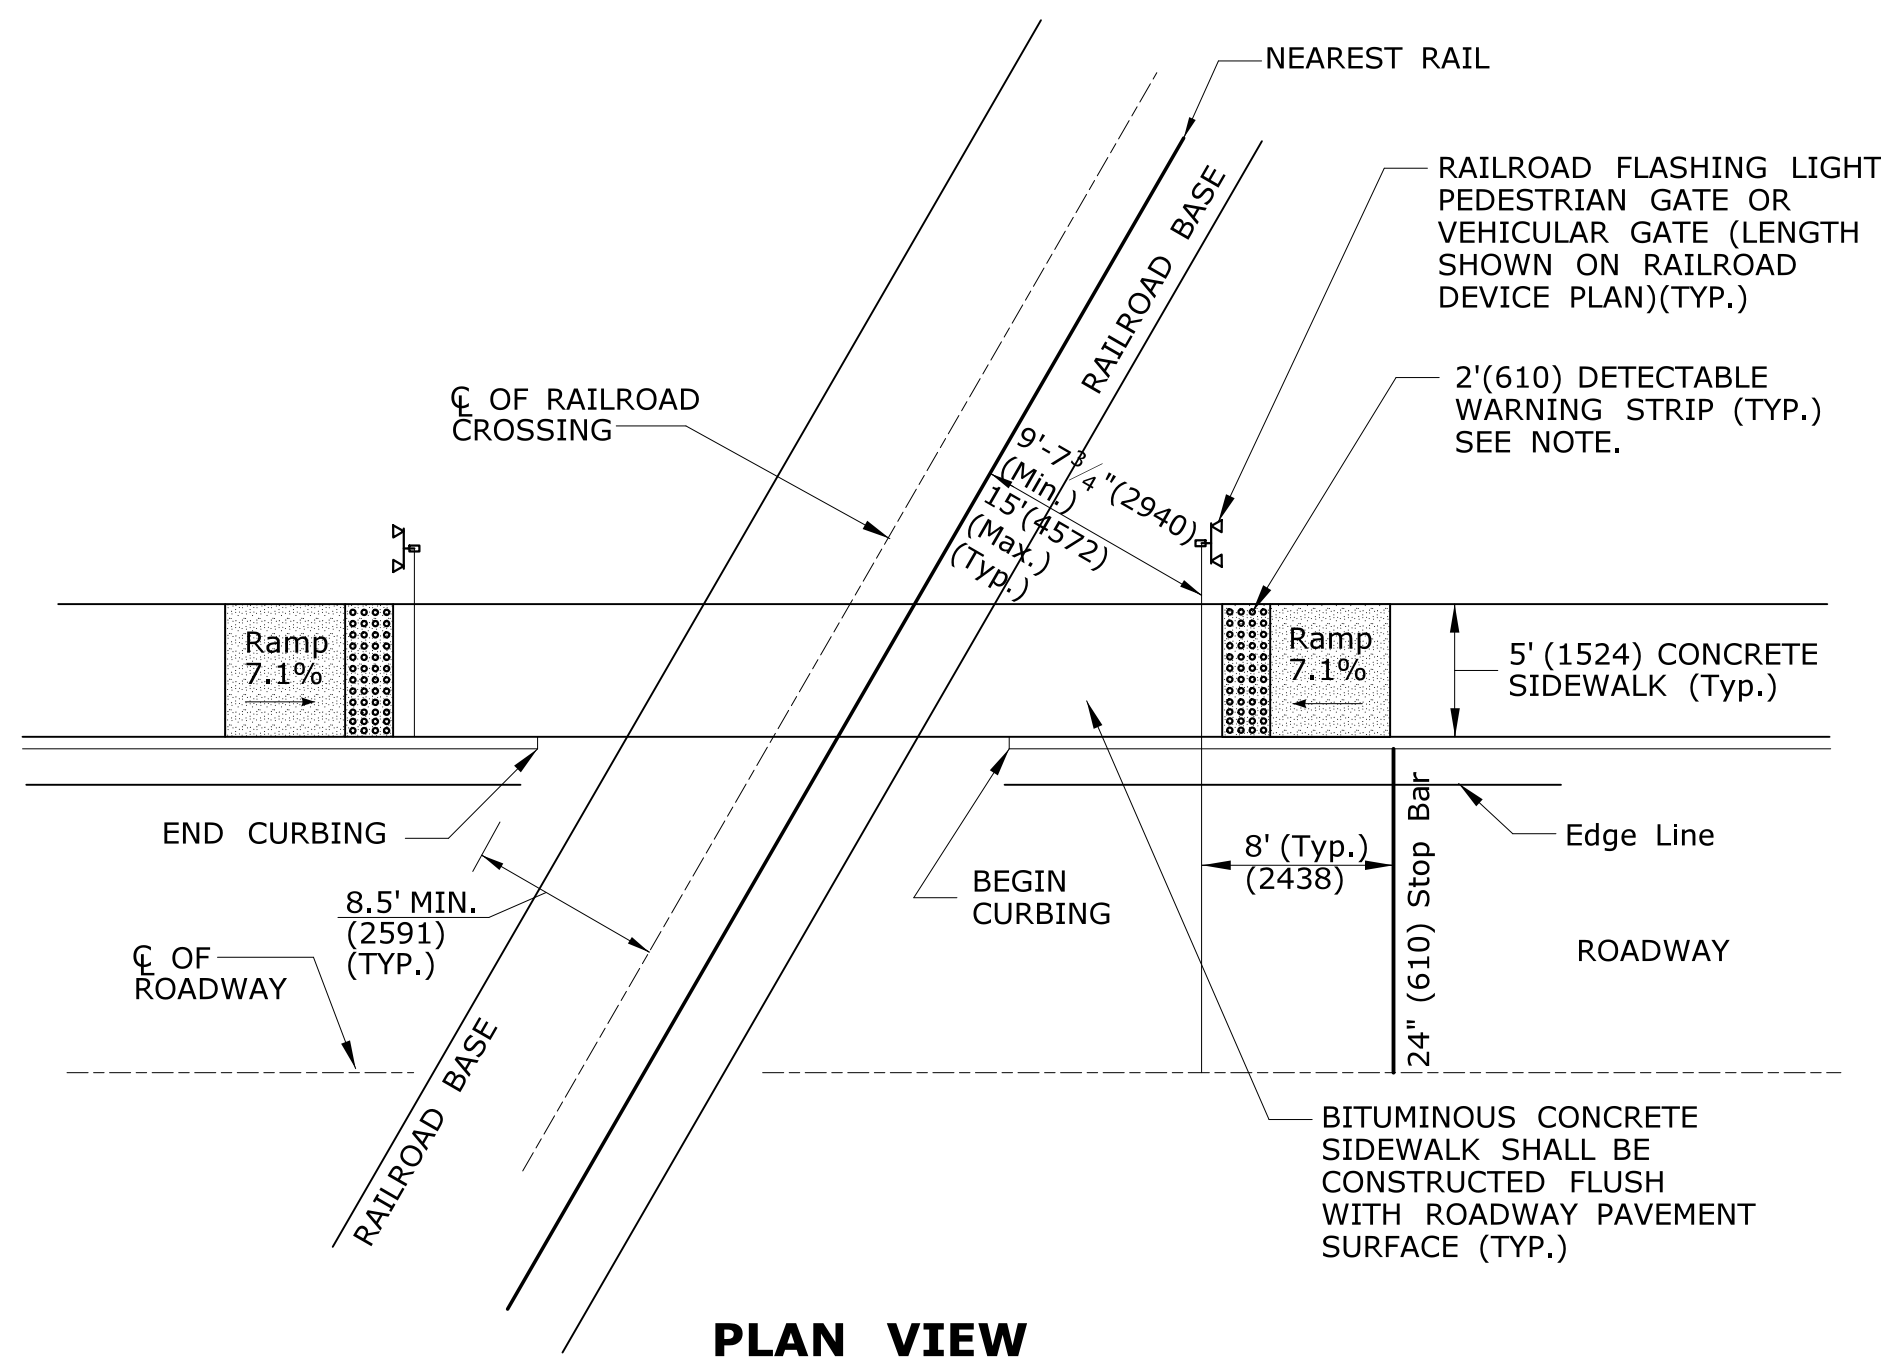 NEAREST RAIL
RAILROAD FLASHING LIGHT
PEDESTRIAN GATE OR
VEHICULAR GATE (LENGTH
SHOWN ON RAILROAD
DEVICE PLAN)(TYP.)
RAILROAD BASE
2'(610) DETECTABLE
WARNING STRIP (TYP.)
SEE NOTE.
℄ OF RAILROAD
CROSSING
9'-7¾"(2940)
(Min.)
15'(4572)
(Max.)
(Typ.)
Ramp
7.1%
Ramp
7.1%
5'(1524) CONCRETE
SIDEWALK (Typ.)
END CURBING
8.5' MIN.
(2591)
(TYP.)
BEGIN
CURBING
8' (Typ.)
(2438)
24" (610) Stop Bar
Edge Line
℄ OF
ROADWAY
ROADWAY
RAILROAD BASE
BITUMINOUS CONCRETE
SIDEWALK SHALL BE
CONSTRUCTED FLUSH
WITH ROADWAY PAVEMENT
SURFACE (TYP.)
PLAN VIEW